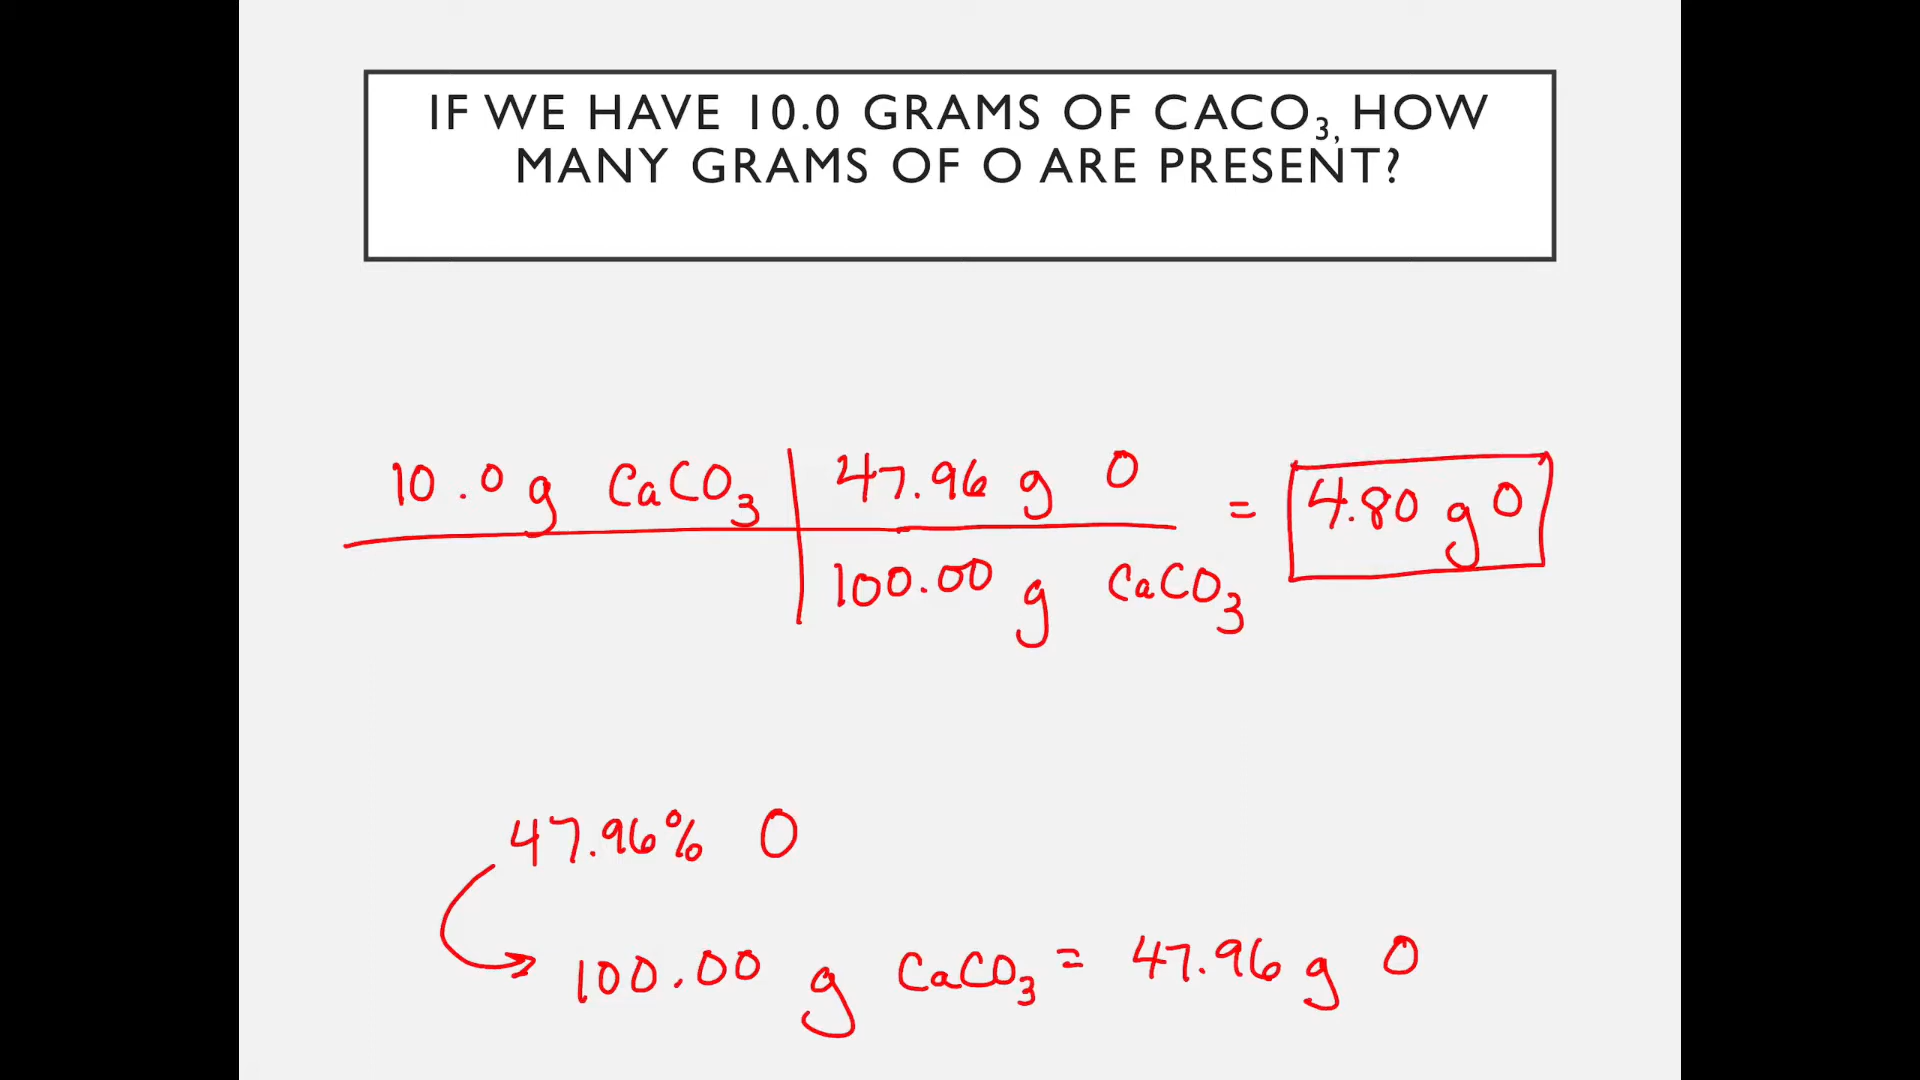 IF WE HAVE 10.0 GRAMS OF CACO₃, HOW
MANY GRAMS OF O ARE PRESENT?
10.0 g CaCO₃ | 47.96 g O = 4.80 g O
100.00 g CaCO₃
47.96% O
100.00 g CaCO₃ = 47.96 g O